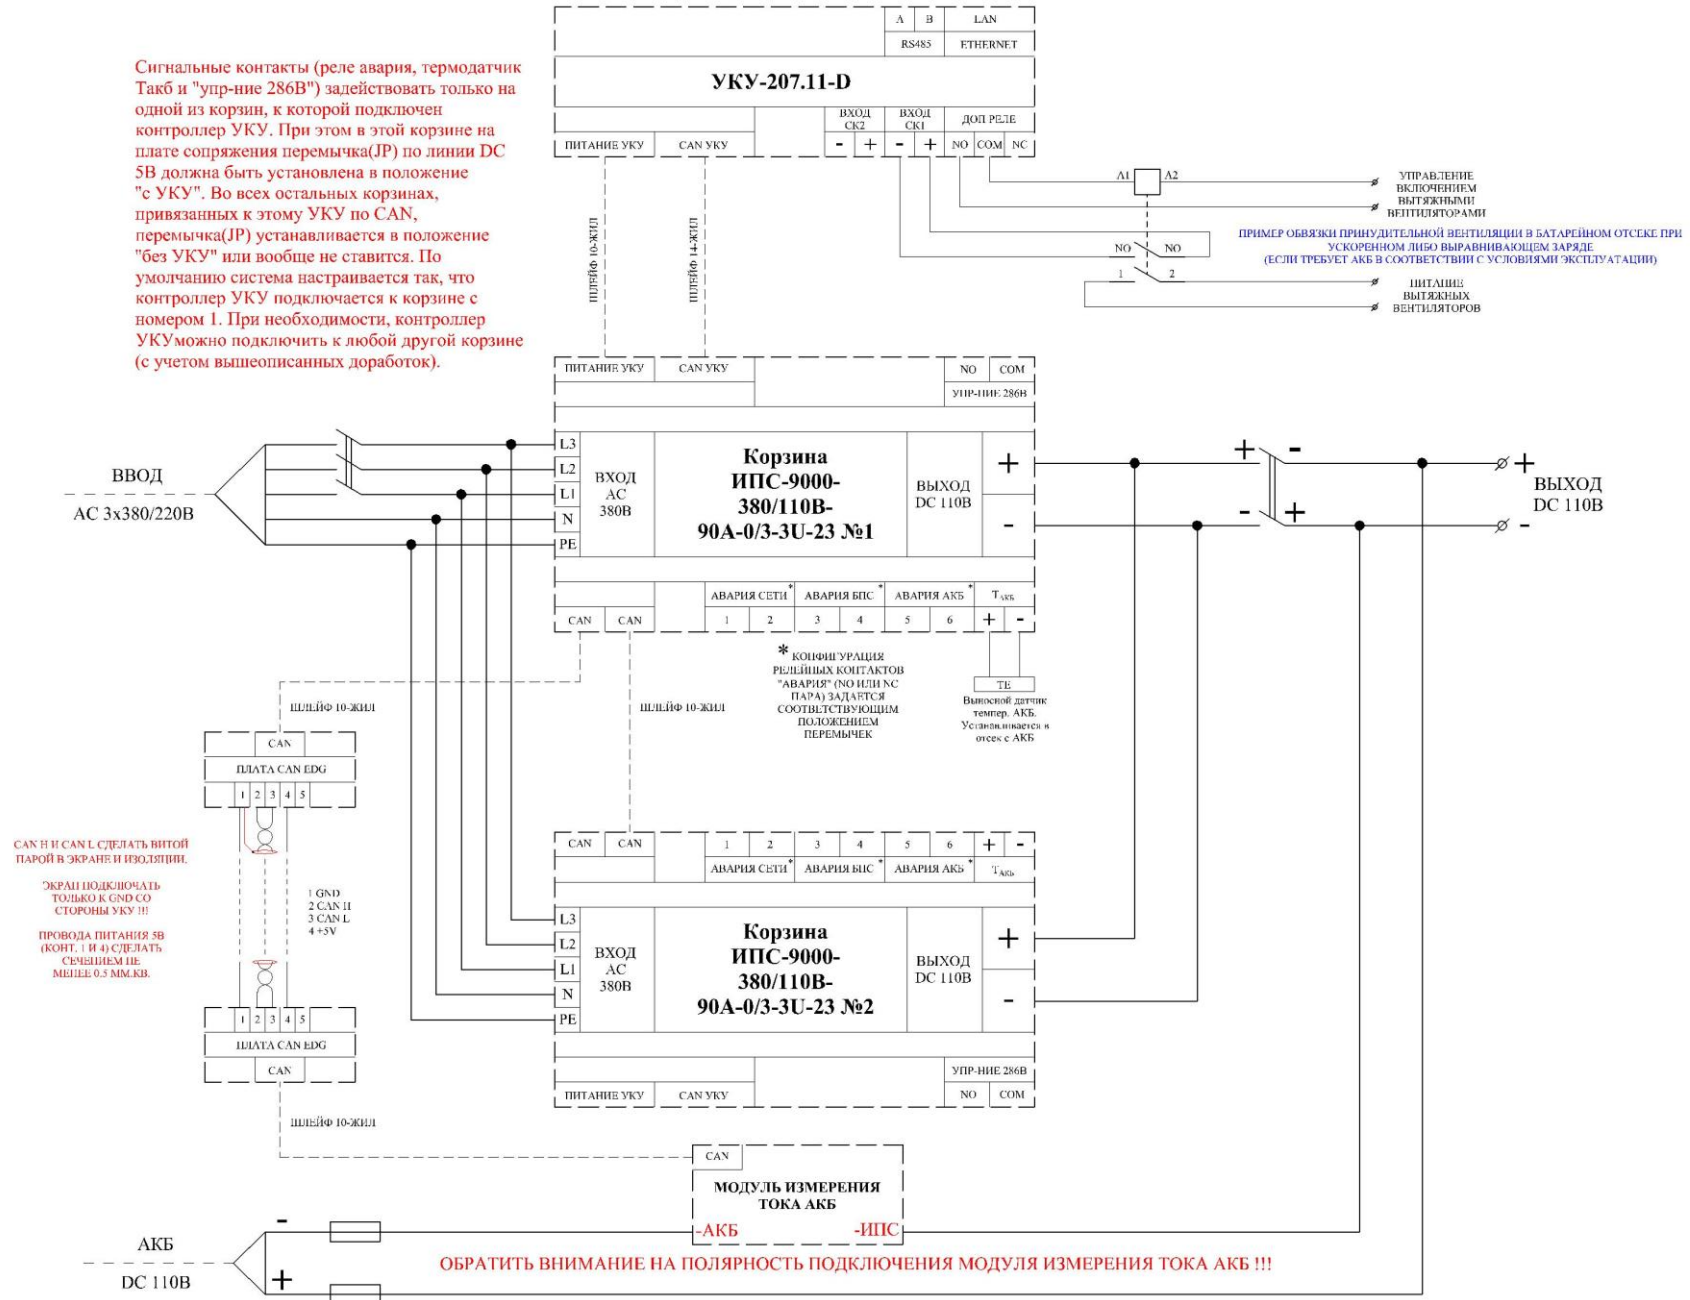 A B LAN
RS485 ETHERNET
УКУ-207.11-D
ВХОД СК2 ВХОД СК1 ДОП РЕЛЕ
ПИТАНИЕ УКУ CAN УКУ - + - + NO COM NC
Сигнальные контакты (реле авария, термодатчик
Такб и "упр-ние 286В") задействовать только на
одной из корзин, к которой подключен
контроллер УКУ. При этом в этой корзине на
плате сопряжения перемычка(JP) по линии DC
5В должна быть установлена в положение
"с УКУ". Во всех остальных корзинах,
привязанных к этому УКУ по CAN,
перемычка(JP) устанавливается в положение
"без УКУ" или вообще не ставится. По
умолчанию система настраивается так, что
контроллер УКУ подключается к корзине с
номером 1. При необходимости, контроллер
УКУможно подключить к любой другой корзине
(с учетом вышеописанных доработок).
ШЛЕЙФ 10-ЖИЛ
ШЛЕЙФ 14-ЖИЛ
A1 A2
УПРАВЛЕНИЕ
ВКЛЮЧЕНИЕМ
ВЫТЯЖНЫМИ
ВЕНТИЛЯТОРАМИ
ПРИМЕР ОБВЯЗКИ ПРИНУДИТЕЛЬНОЙ ВЕНТИЛЯЦИИ В БАТАРЕЙНОМ ОТСЕКЕ ПРИ
УСКОРЕННОМ ЛИБО ВЫРАВНИВАЮЩЕМ ЗАРЯДЕ
(ЕСЛИ ТРЕБУЕТ АКБ В СООТВЕТСТВИИ С УСЛОВИЯМИ ЭКСПЛУАТАЦИИ)
NO NO
1 2
ПИТАНИЕ
ВЫТЯЖНЫХ
ВЕНТИЛЯТОРОВ
ПИТАНИЕ УКУ CAN УКУ NO COM
УПР-НИЕ 286В
ВВОД
AC 3х380/220В
L3
L2
L1
N
PE
ВХОД
AC
380В
Корзина
ИПС-9000-
380/110В-
90А-0/3-3U-23 №1
ВЫХОД
DC 110В
+
-
+ -
- +
+
-
ВЫХОД
DC 110В
АВАРИЯ СЕТИ* АВАРИЯ БПС* АВАРИЯ АКБ* ТАКБ
CAN CAN 1 2 3 4 5 6 + -
* КОНФИГУРАЦИЯ
РЕЛЕЙНЫХ КОНТАКТОВ
"АВАРИЯ" (NO ИЛИ NC
ПАРА) ЗАДАЕТСЯ
СООТВЕТСТВУЮЩИМ
ПОЛОЖЕНИЕМ
ПЕРЕМЫЧЕК
TE
Выносной датчик
темпер. АКБ.
Устанавливается в
отсек с АКБ
ШЛЕЙФ 10-ЖИЛ
ШЛЕЙФ 10-ЖИЛ
CAN
ПЛАТА CAN EDG
1 2 3 4 5
CAN H И CAN L СДЕЛАТЬ ВИТОЙ
ПАРОЙ В ЭКРАНЕ И ИЗОЛЯЦИИ.
ЭКРАН ПОДКЛЮЧАТЬ
ТОЛЬКО К GND СО
СТОРОНЫ УКУ !!!
ПРОВОДА ПИТАНИЯ 5В
(КОНТ. 1 И 4) СДЕЛАТЬ
СЕЧЕНИЕМ НЕ
МЕНЕЕ 0.5 ММ.КВ.
1 GND
2 CAN H
3 CAN L
4 +5V
1 2 3 4 5
ПЛАТА CAN EDG
CAN
ШЛЕЙФ 10-ЖИЛ
CAN CAN 1 2 3 4 5 6 + -
АВАРИЯ СЕТИ* АВАРИЯ БПС* АВАРИЯ АКБ* ТАКБ
L3
L2
L1
N
PE
ВХОД
AC
380В
Корзина
ИПС-9000-
380/110В-
90А-0/3-3U-23 №2
ВЫХОД
DC 110В
+
-
УПР-НИЕ 286В
ПИТАНИЕ УКУ CAN УКУ NO COM
CAN
МОДУЛЬ ИЗМЕРЕНИЯ
ТОКА АКБ
-АКБ -ИПС
АКБ
DC 110В
-
+
ОБРАТИТЬ ВНИМАНИЕ НА ПОЛЯРНОСТЬ ПОДКЛЮЧЕНИЯ МОДУЛЯ ИЗМЕРЕНИЯ ТОКА АКБ !!!